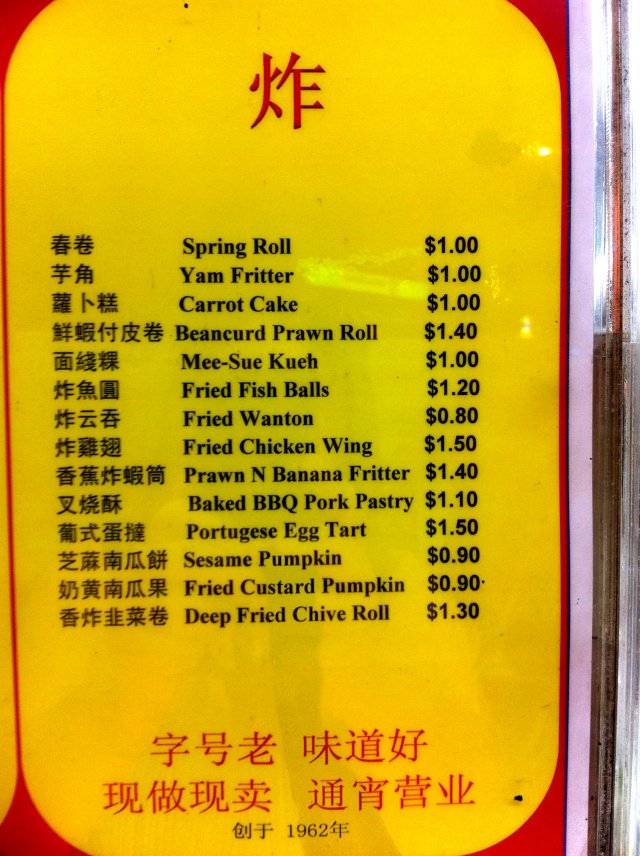 炸
春卷 Spring Roll $1.00
芋角 Yam Fritter $1.00
蘿卜糕 Carrot Cake $1.00
鮮蝦付皮卷 Beancurd Prawn Roll $1.40
面綫粿 Mee-Sue Kueh $1.00
炸魚圓 Fried Fish Balls $1.20
炸云吞 Fried Wanton $0.80
炸雞翅 Fried Chicken Wing $1.50
香蕉炸蝦筒 Prawn N Banana Fritter $1.40
叉烧酥 Baked BBQ Pork Pastry $1.10
葡式蛋撻 Portugese Egg Tart $1.50
芝蔴南瓜餅 Sesame Pumpkin $0.90
奶黄南瓜果 Fried Custard Pumpkin $0.90
香炸韭菜卷 Deep Fried Chive Roll $1.30
字号老 味道好
现做现卖 通宵营业
创于 1962年